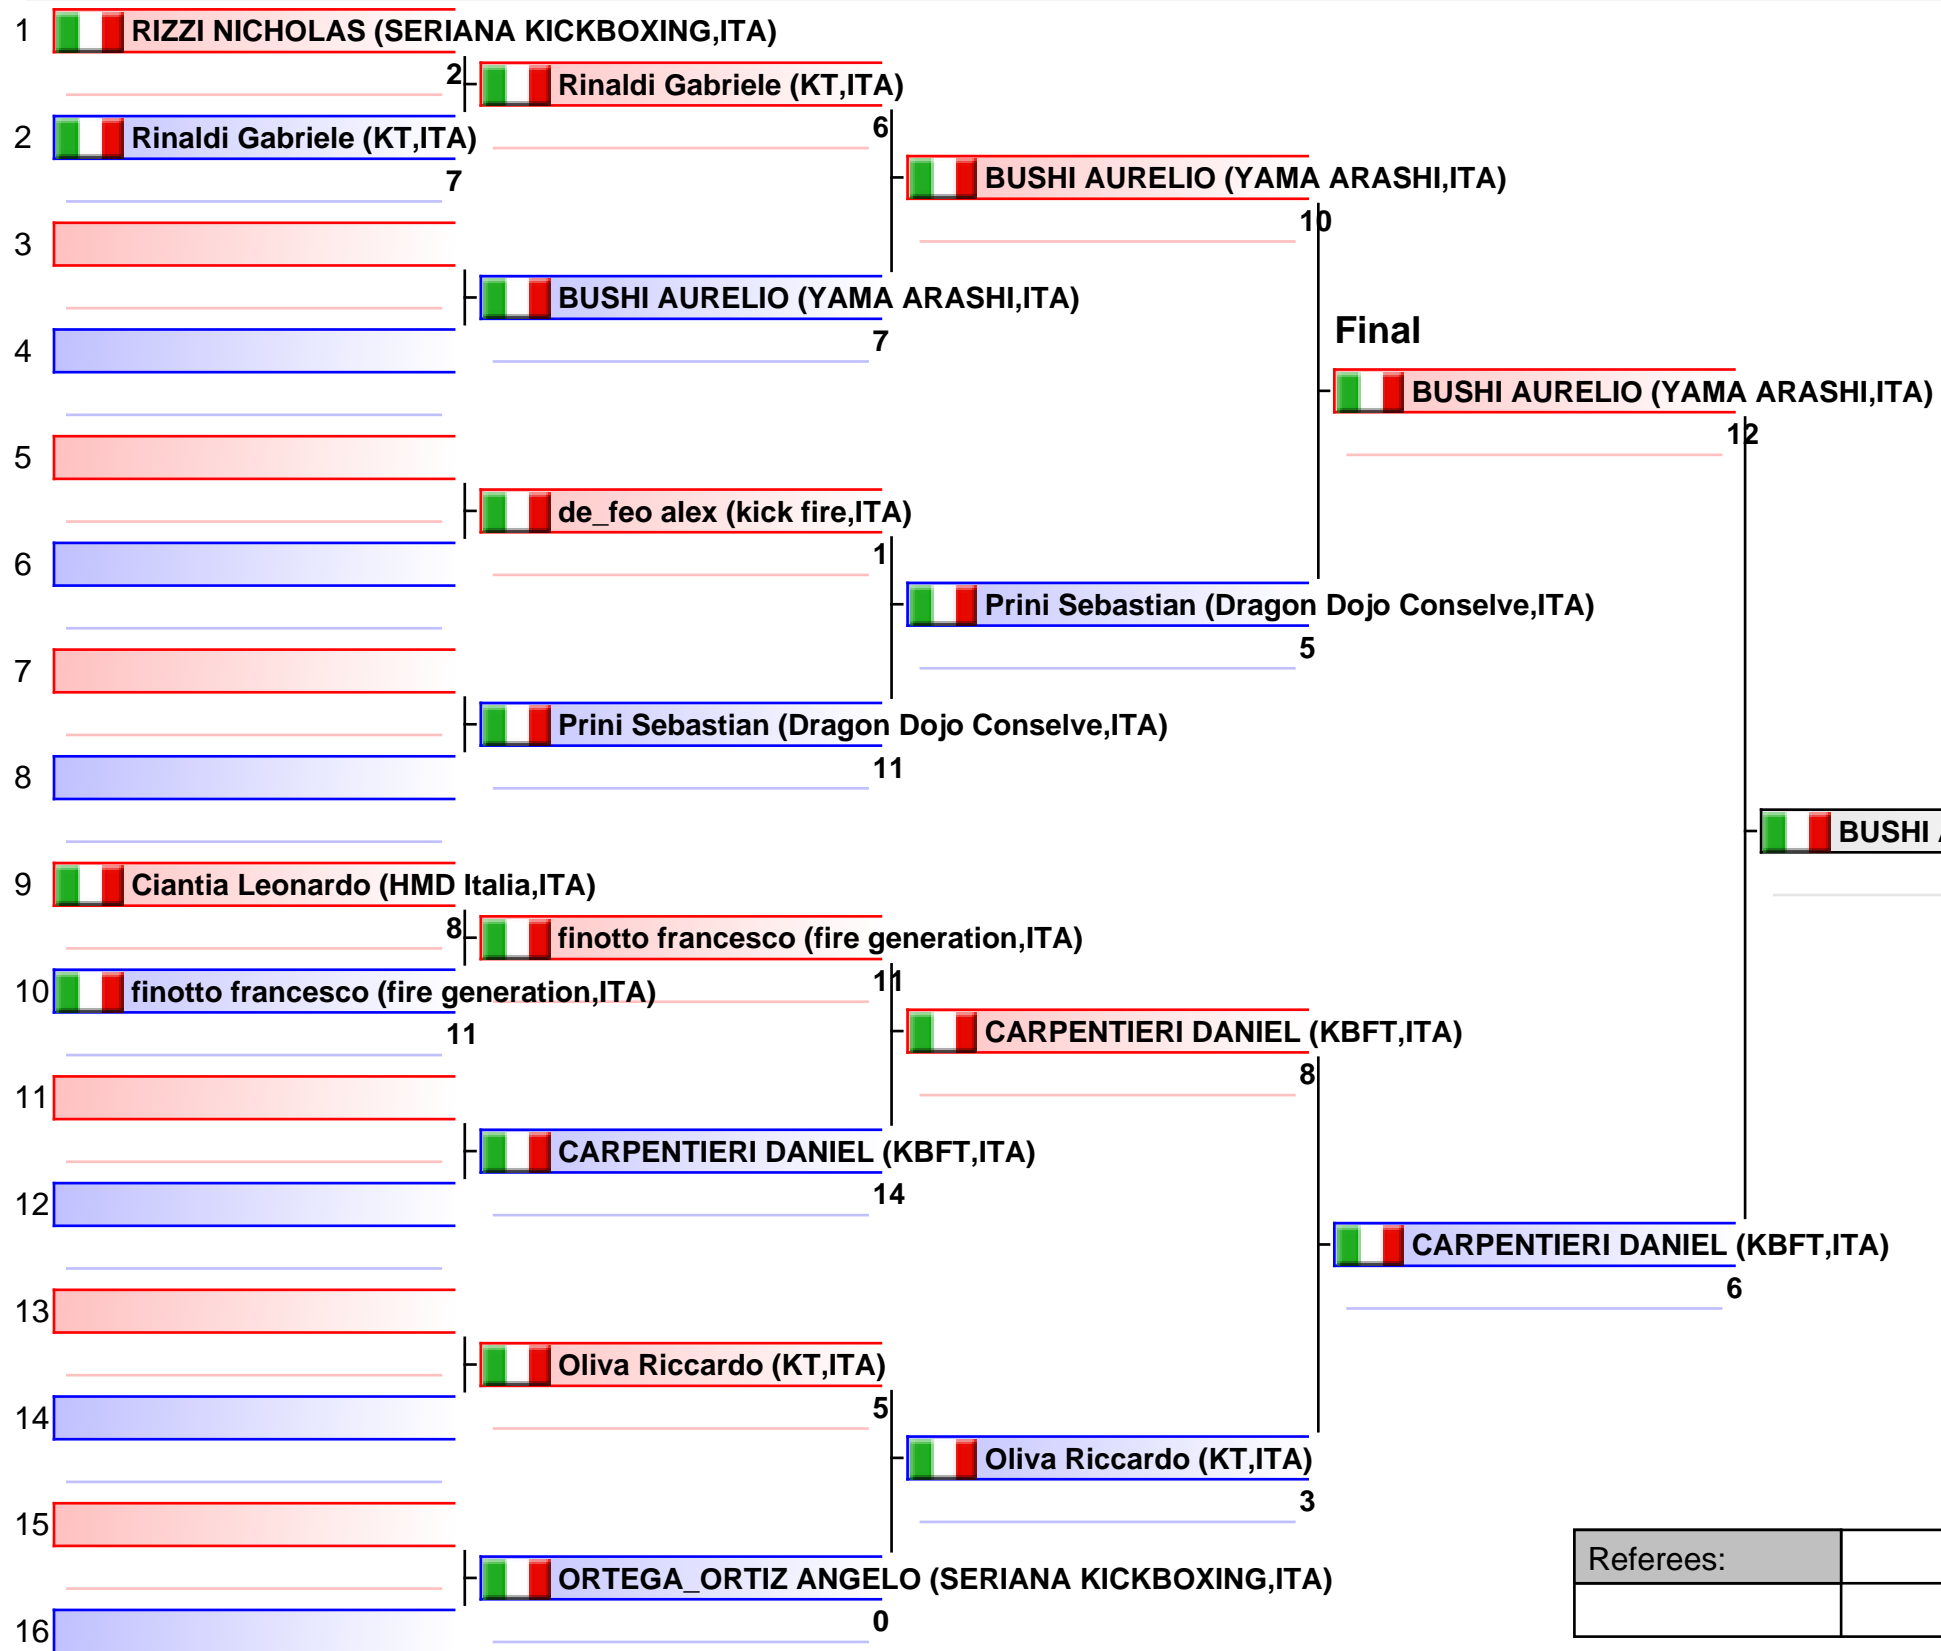 1 RIZZI NICHOLAS (SERIANA KICKBOXING,ITA)
2 Rinaldi Gabriele (KT,ITA)
2 Rinaldi Gabriele (KT,ITA)
6
7
BUSHI AURELIO (YAMA ARASHI,ITA)
10
3
BUSHI AURELIO (YAMA ARASHI,ITA)
7
4
Final
BUSHI AURELIO (YAMA ARASHI,ITA)
12
5
de_feo alex (kick fire,ITA)
1
6
Prini Sebastian (Dragon Dojo Conselve,ITA)
5
7
Prini Sebastian (Dragon Dojo Conselve,ITA)
11
8
BUSHI
9 Ciantia Leonardo (HMD Italia,ITA)
8 finotto francesco (fire generation,ITA)
11
10 finotto francesco (fire generation,ITA)
11
CARPENTIERI DANIEL (KBFT,ITA)
8
11
CARPENTIERI DANIEL (KBFT,ITA)
14
12
CARPENTIERI DANIEL (KBFT,ITA)
6
13
Oliva Riccardo (KT,ITA)
5
14
Oliva Riccardo (KT,ITA)
3
15
ORTEGA_ORTIZ ANGELO (SERIANA KICKBOXING,ITA)
0
16
Referees: